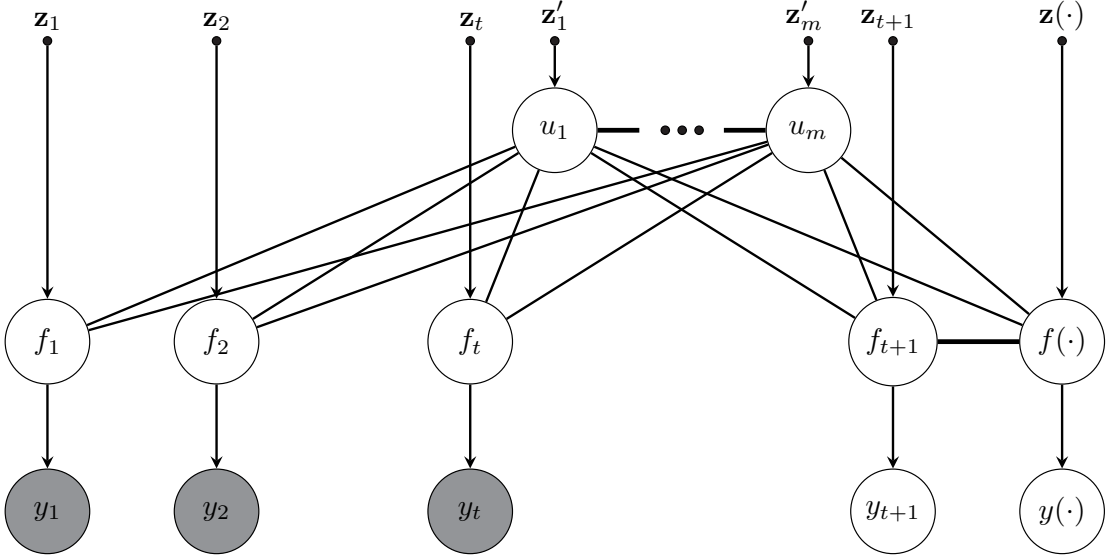 z₁ z₂ zₜ z′₁ z′ₘ zₜ₊₁ z(·)
u₁ ••• uₘ
f₁ f₂ fₜ fₜ₊₁ f(·)
y₁ y₂ yₜ yₜ₊₁ y(·)